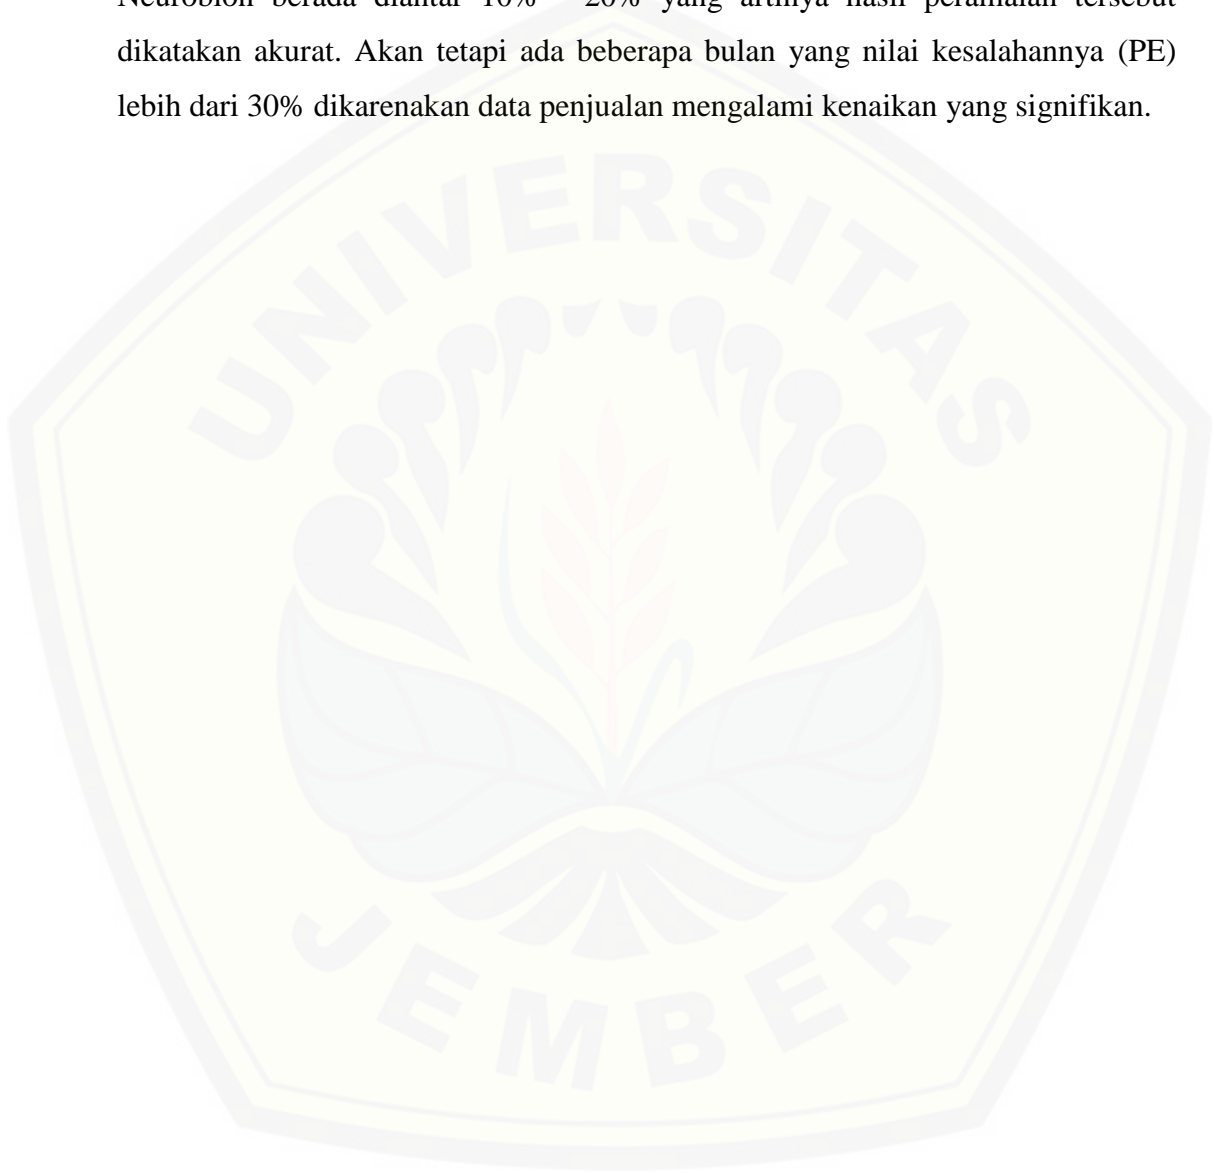 Neurobion berada diantar 10% - 20% yang artinya hasil peramalan tersebut
dikatakan akurat. Akan tetapi ada beberapa bulan yang nilai kesalahannya (PE)
lebih dari 30% dikarenakan data penjualan mengalami kenaikan yang signifikan.
UNIVERSITAS
JEMBER